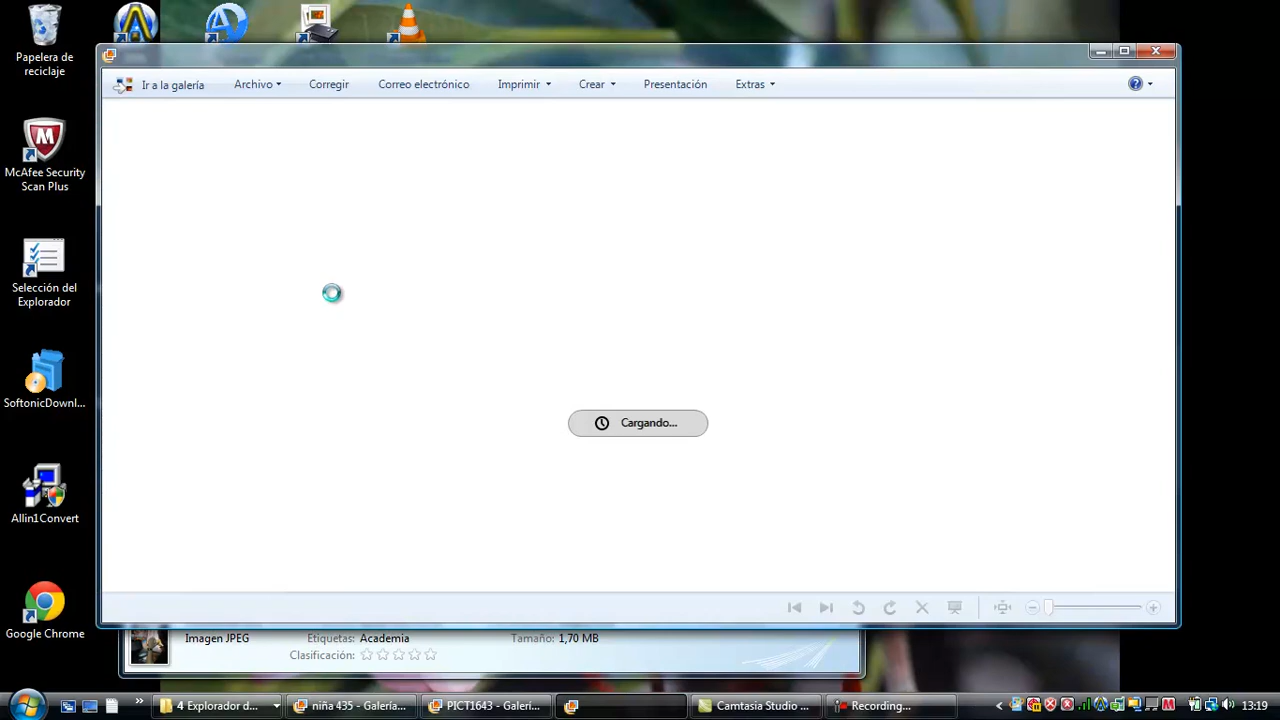 Papelera de
reciclaje
McAfee Security
Scan Plus
Selección del
Explorador
SoftonicDownl...
Allin1Convert
Google Chrome
Ir a la galería Archivo Corregir Correo electrónico Imprimir Crear Presentación Extras
Cargando...
Imagen JPEG Etiquetas: Academia Tamaño: 1,70 MB
Clasificación:
4 Explorador d... niña 435 - Galería... PICT1643 - Galerí... Camtasia Studio ... Recording... 13:19